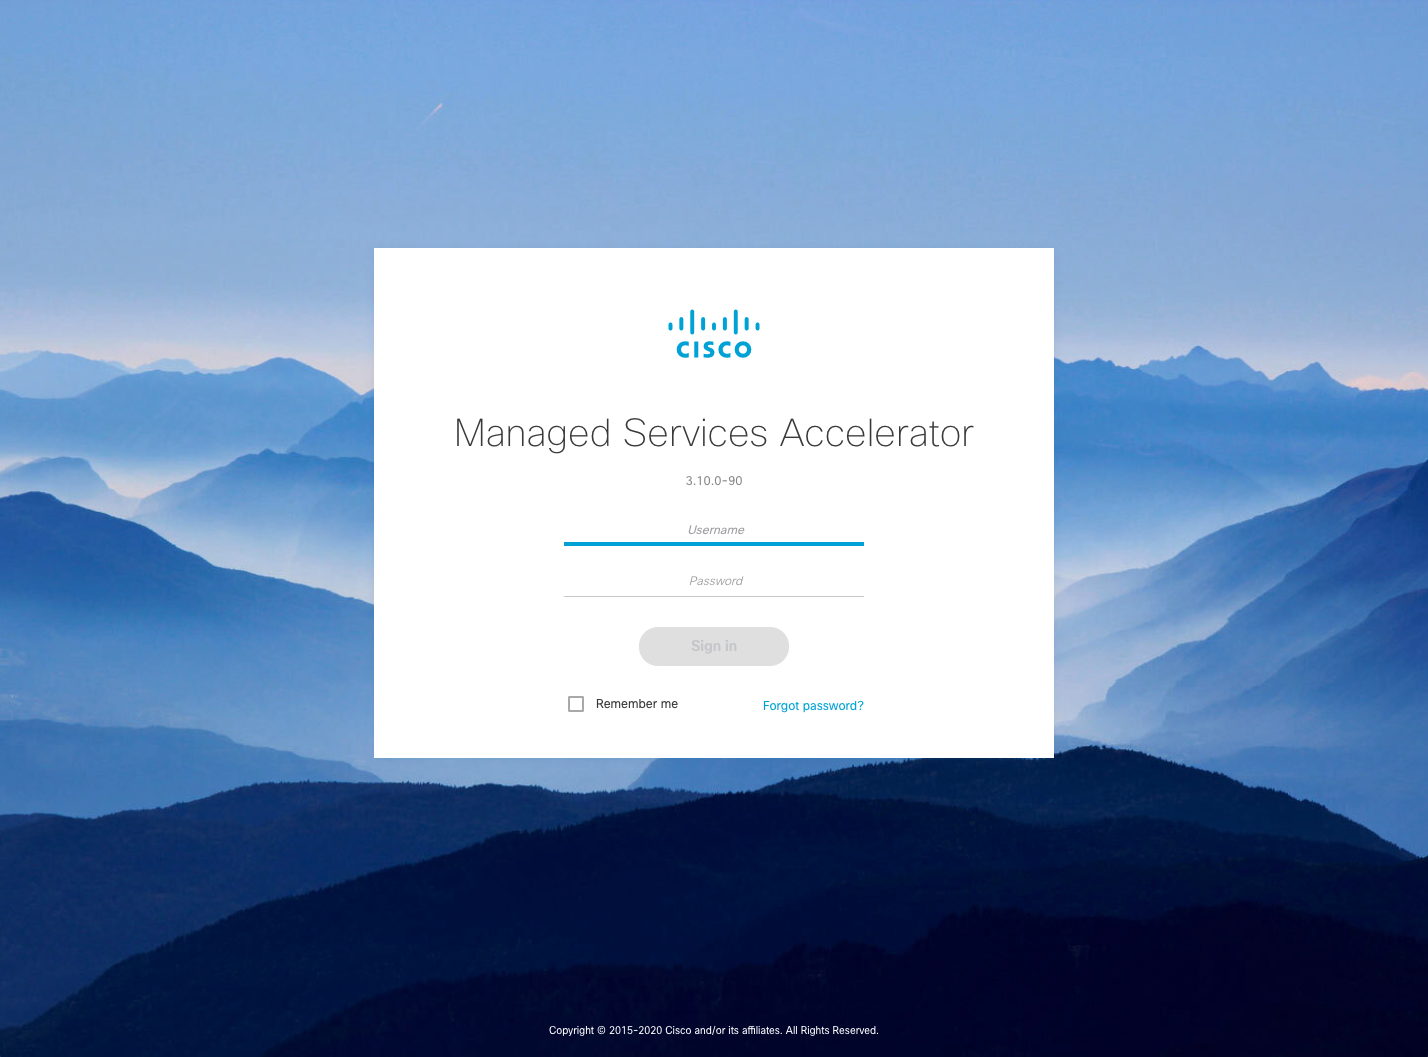 CISCO
Managed Services Accelerator
3.10.0-90
Username
Password
Sign in
Remember me
Forgot password?
Copyright © 2015-2020 Cisco and/or its affiliates. All Rights Reserved.